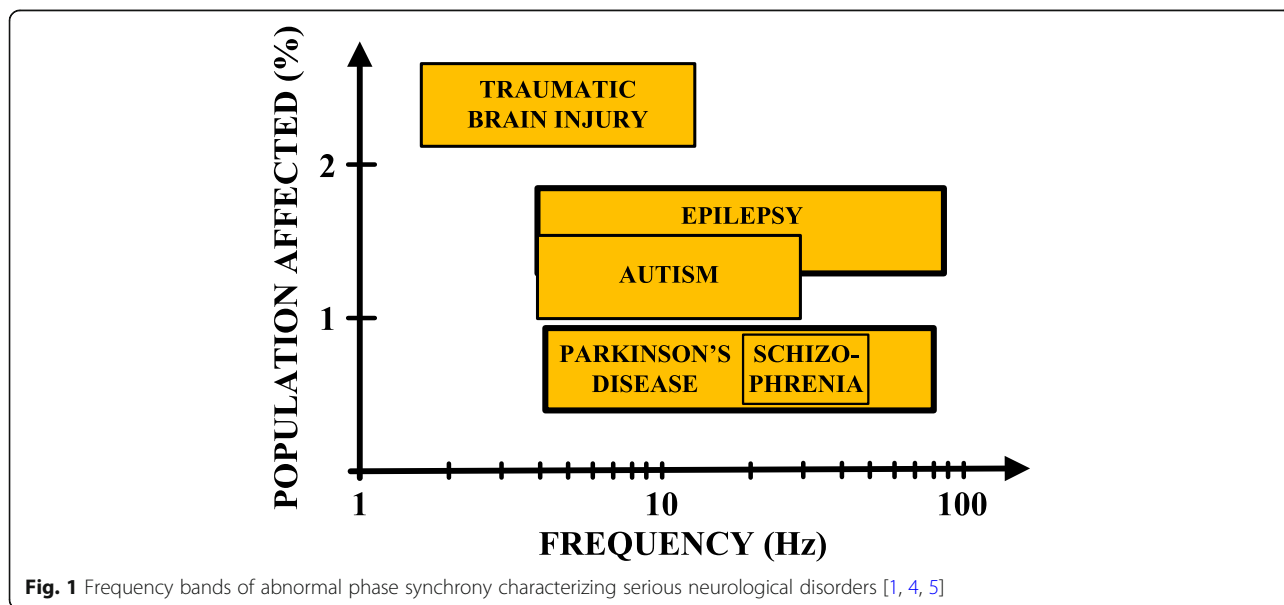 POPULATION AFFECTED (%)
2
1
TRAUMATIC
BRAIN INJURY
EPILEPSY
AUTISM
PARKINSON'S
DISEASE
SCHIZO-
PHRENIA
1
10
100
FREQUENCY (Hz)
Fig. 1 Frequency bands of abnormal phase synchrony characterizing serious neurological disorders [1, 4, 5]